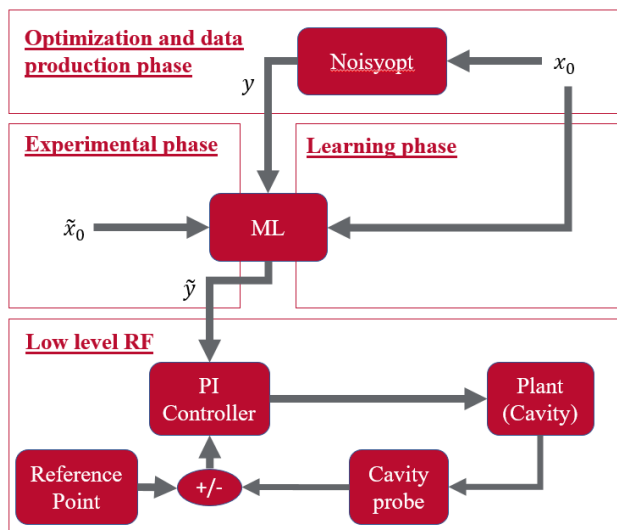 Optimization and data
production phase
Noisyopt
x₀
y
Experimental phase
Learning phase
x̃₀
ML
ỹ
Low level RF
PI
Controller
Plant
(Cavity)
Reference
Point
+/-
Cavity
probe